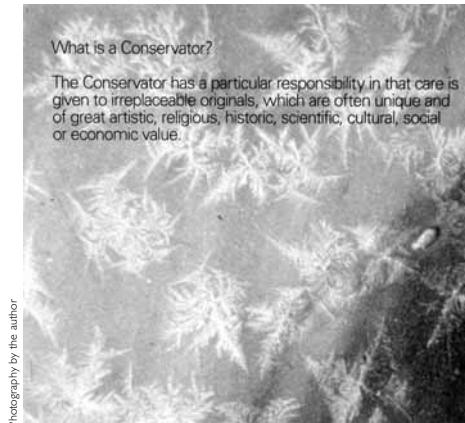 What is a Conservator?
The Conservator has a particular responsibility in that care is
given to irreplaceable originals, which are often unique and
of great artistic, religious, historic, scientific, cultural, social
or economic value.
Photography by the author